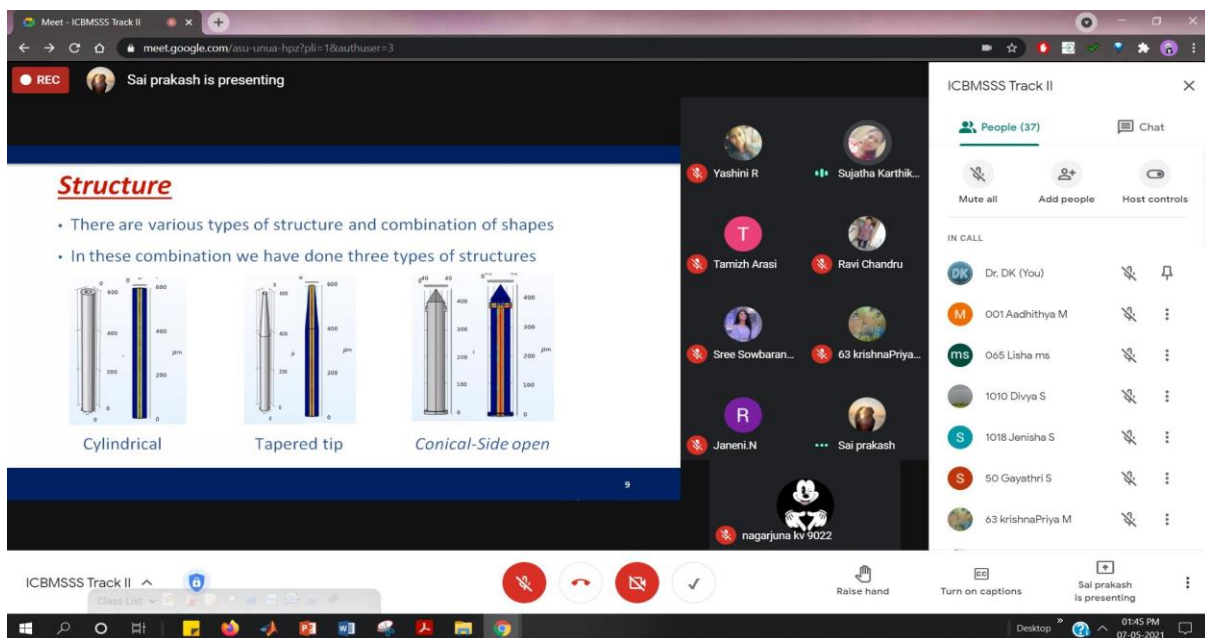 Meet - ICBMSSS Track II
meet.google.com/asu-unua-hpz?pli=1&authuser=3
REC
Sai prakash is presenting
Structure
• There are various types of structure and combination of shapes
• In these combination we have done three types of structures
Cylindrical
Tapered tip
Conical-Side open
9
Yashini R
Sujatha Karthik...
T
Tamizh Arasi
Ravi Chandru
Sree Sowbaran...
63 krishnaPriya...
R
Janeni.N
Sai prakash
nagarjuna kv 9022
ICBMSSS Track II
People (37)
Chat
Mute all
Add people
Host controls
IN CALL
DK
Dr. DK (You)
M
001 Aadhithya M
ms
065 Lisha ms
1010 Divya S
S
1018 Jenisha S
S
50 Gayathri S
63 krishnaPriya M
ICBMSSS Track II
Class List
Raise hand
CC
Turn on captions
Sai prakash
is presenting
Desktop
01:45 PM
07-05-2021